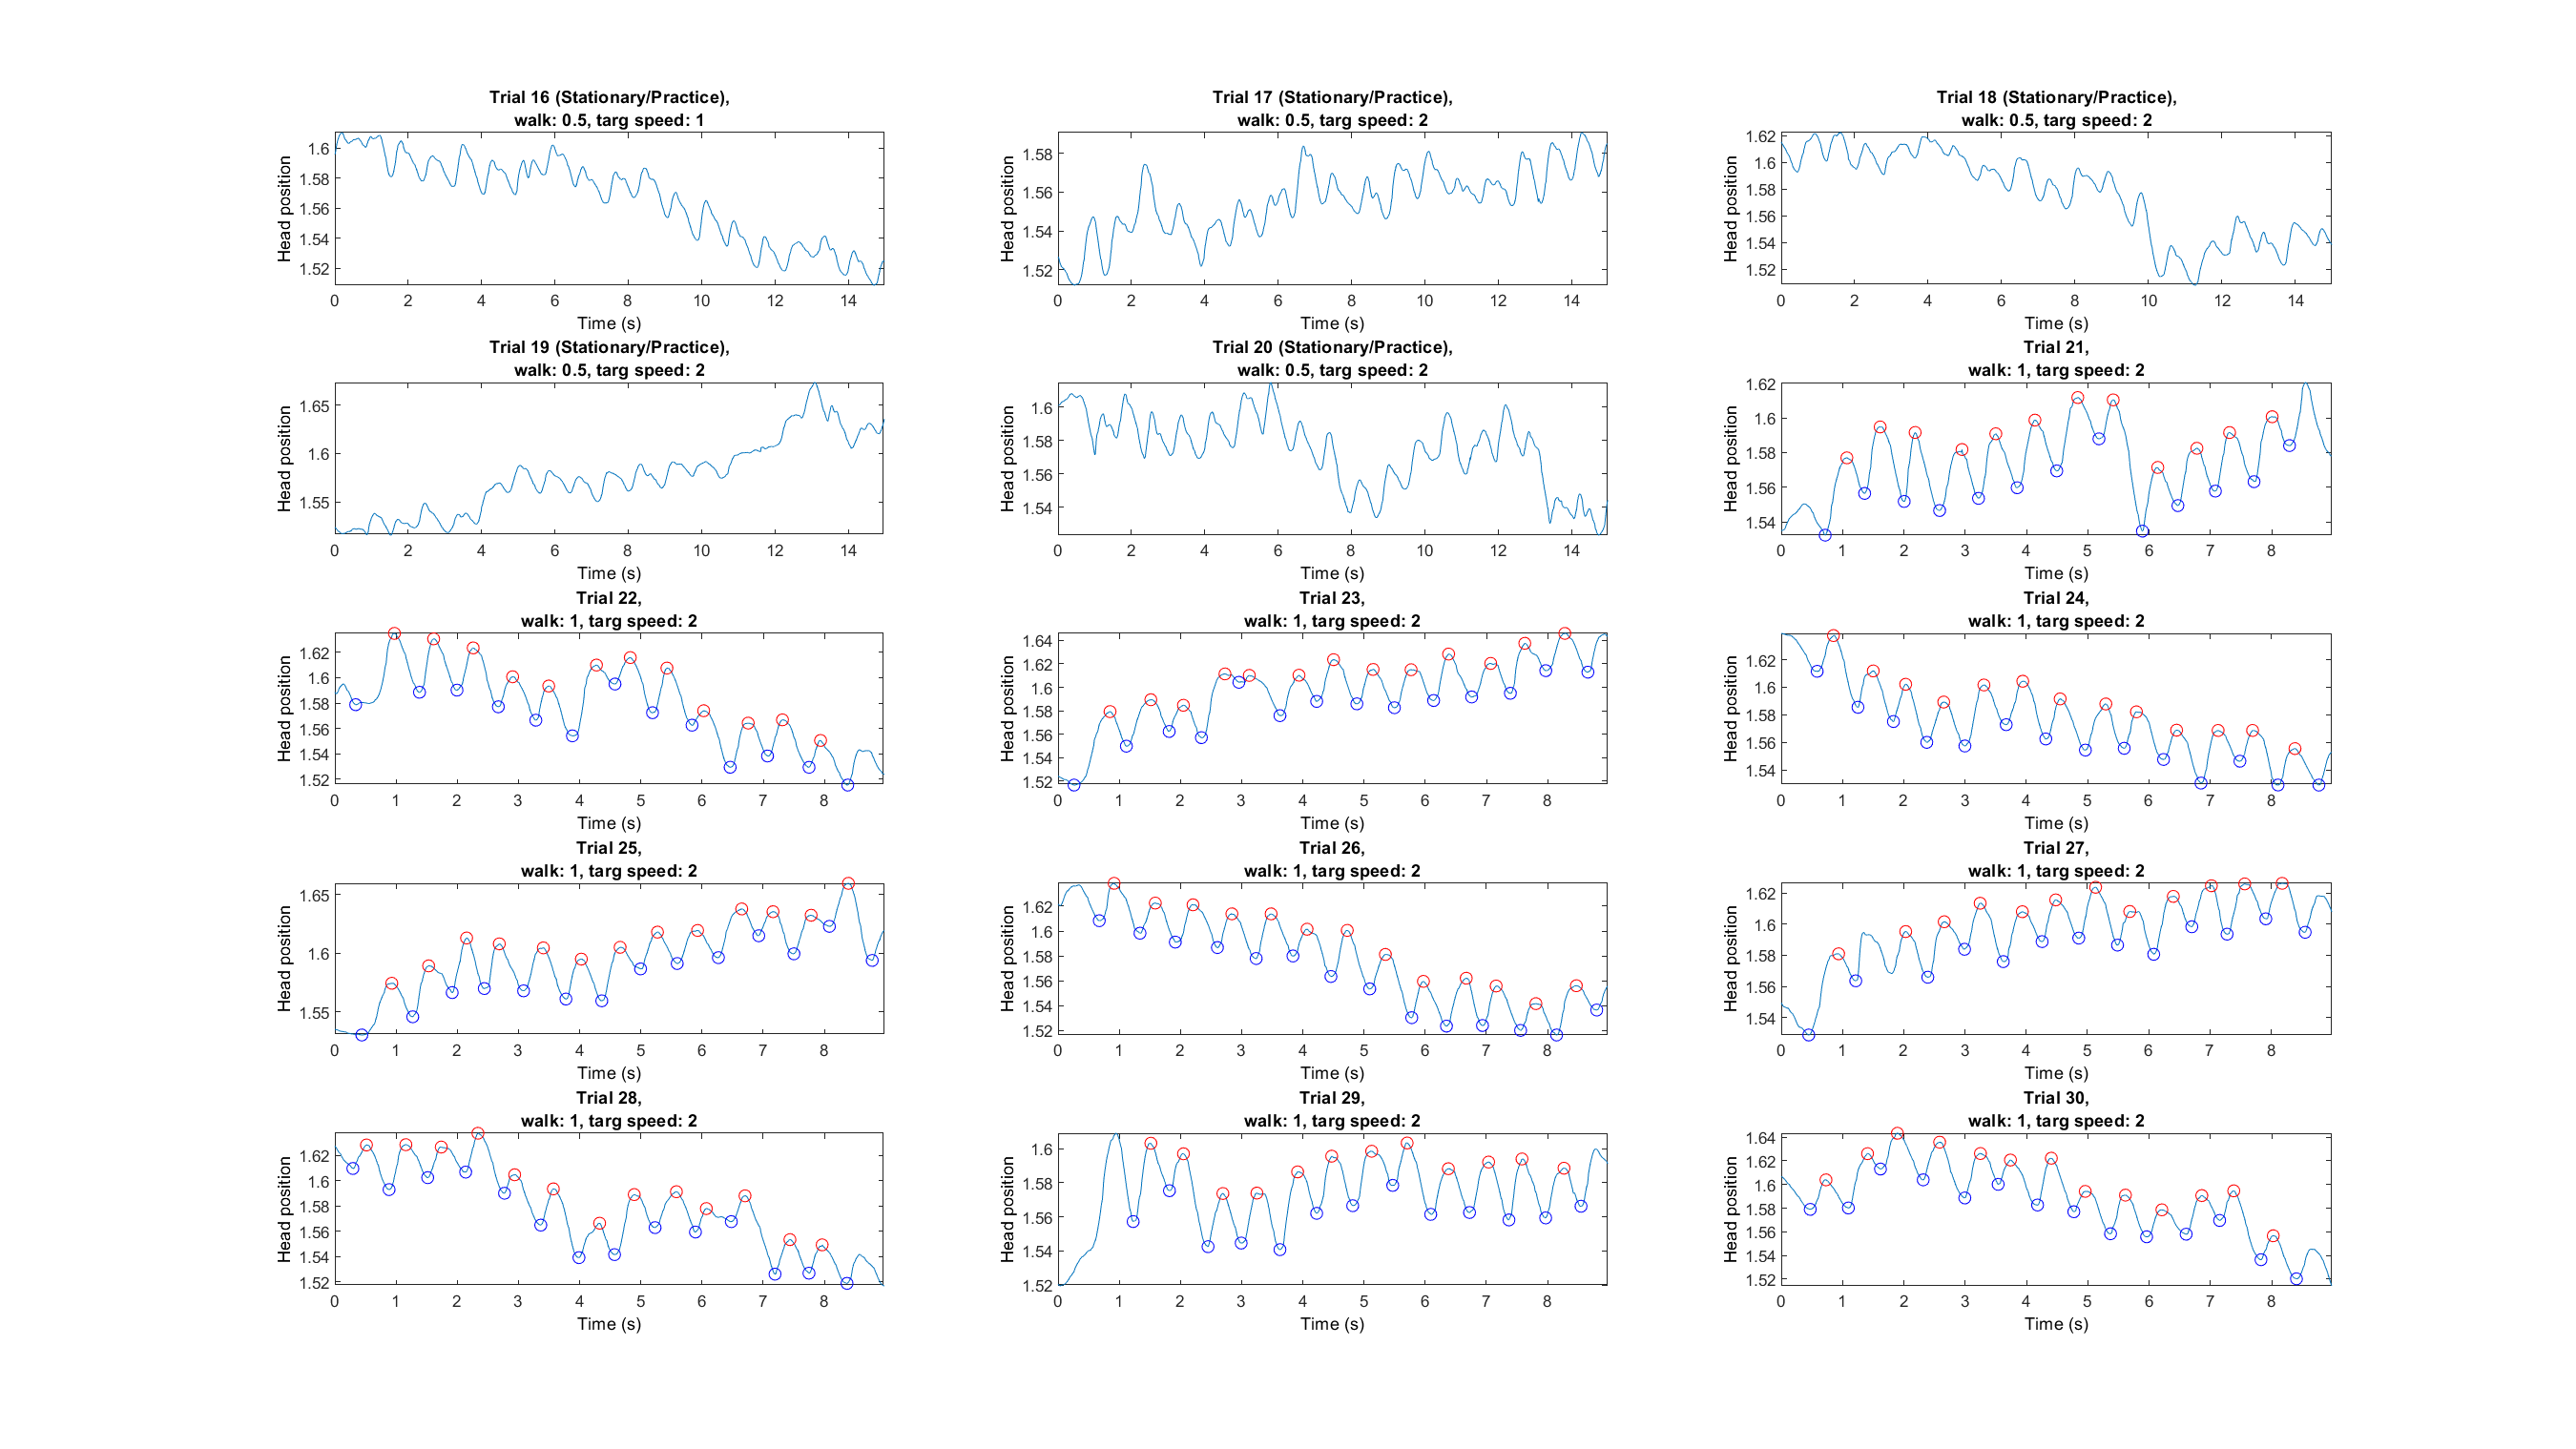 Trial 16 (Stationary/Practice),
walk: 0.5, targ speed: 1
Head position
1.6
1.58
1.56
1.54
1.52
0 2 4 6 8 10 12 14
Time (s)
Trial 17 (Stationary/Practice),
walk: 0.5, targ speed: 2
Head position
1.58
1.56
1.54
1.52
0 2 4 6 8 10 12 14
Time (s)
Trial 18 (Stationary/Practice),
walk: 0.5, targ speed: 2
Head position
1.62
1.6
1.58
1.56
1.54
1.52
0 2 4 6 8 10 12 14
Time (s)
Trial 19 (Stationary/Practice),
walk: 0.5, targ speed: 2
Head position
1.65
1.6
1.55
0 2 4 6 8 10 12 14
Time (s)
Trial 20 (Stationary/Practice),
walk: 0.5, targ speed: 2
Head position
1.6
1.58
1.56
1.54
0 2 4 6 8 10 12 14
Time (s)
Trial 21,
walk: 1, targ speed: 2
Head position
1.62
1.6
1.58
1.56
1.54
0 1 2 3 4 5 6 7 8
Time (s)
Trial 22,
walk: 1, targ speed: 2
Head position
1.62
1.6
1.58
1.56
1.54
1.52
0 1 2 3 4 5 6 7 8
Time (s)
Trial 23,
walk: 1, targ speed: 2
Head position
1.64
1.62
1.6
1.58
1.56
1.54
1.52
0 1 2 3 4 5 6 7 8
Time (s)
Trial 24,
walk: 1, targ speed: 2
Head position
1.62
1.6
1.58
1.56
1.54
0 1 2 3 4 5 6 7 8
Time (s)
Trial 25,
walk: 1, targ speed: 2
Head position
1.65
1.6
1.55
0 1 2 3 4 5 6 7 8
Time (s)
Trial 26,
walk: 1, targ speed: 2
Head position
1.62
1.6
1.58
1.56
1.54
1.52
0 1 2 3 4 5 6 7 8
Time (s)
Trial 27,
walk: 1, targ speed: 2
Head position
1.62
1.6
1.58
1.56
1.54
0 1 2 3 4 5 6 7 8
Time (s)
Trial 28,
walk: 1, targ speed: 2
Head position
1.62
1.6
1.58
1.56
1.54
1.52
0 1 2 3 4 5 6 7 8
Time (s)
Trial 29,
walk: 1, targ speed: 2
Head position
1.6
1.58
1.56
1.54
1.52
0 1 2 3 4 5 6 7 8
Time (s)
Trial 30,
walk: 1, targ speed: 2
Head position
1.64
1.62
1.6
1.58
1.56
1.54
1.52
0 1 2 3 4 5 6 7 8
Time (s)